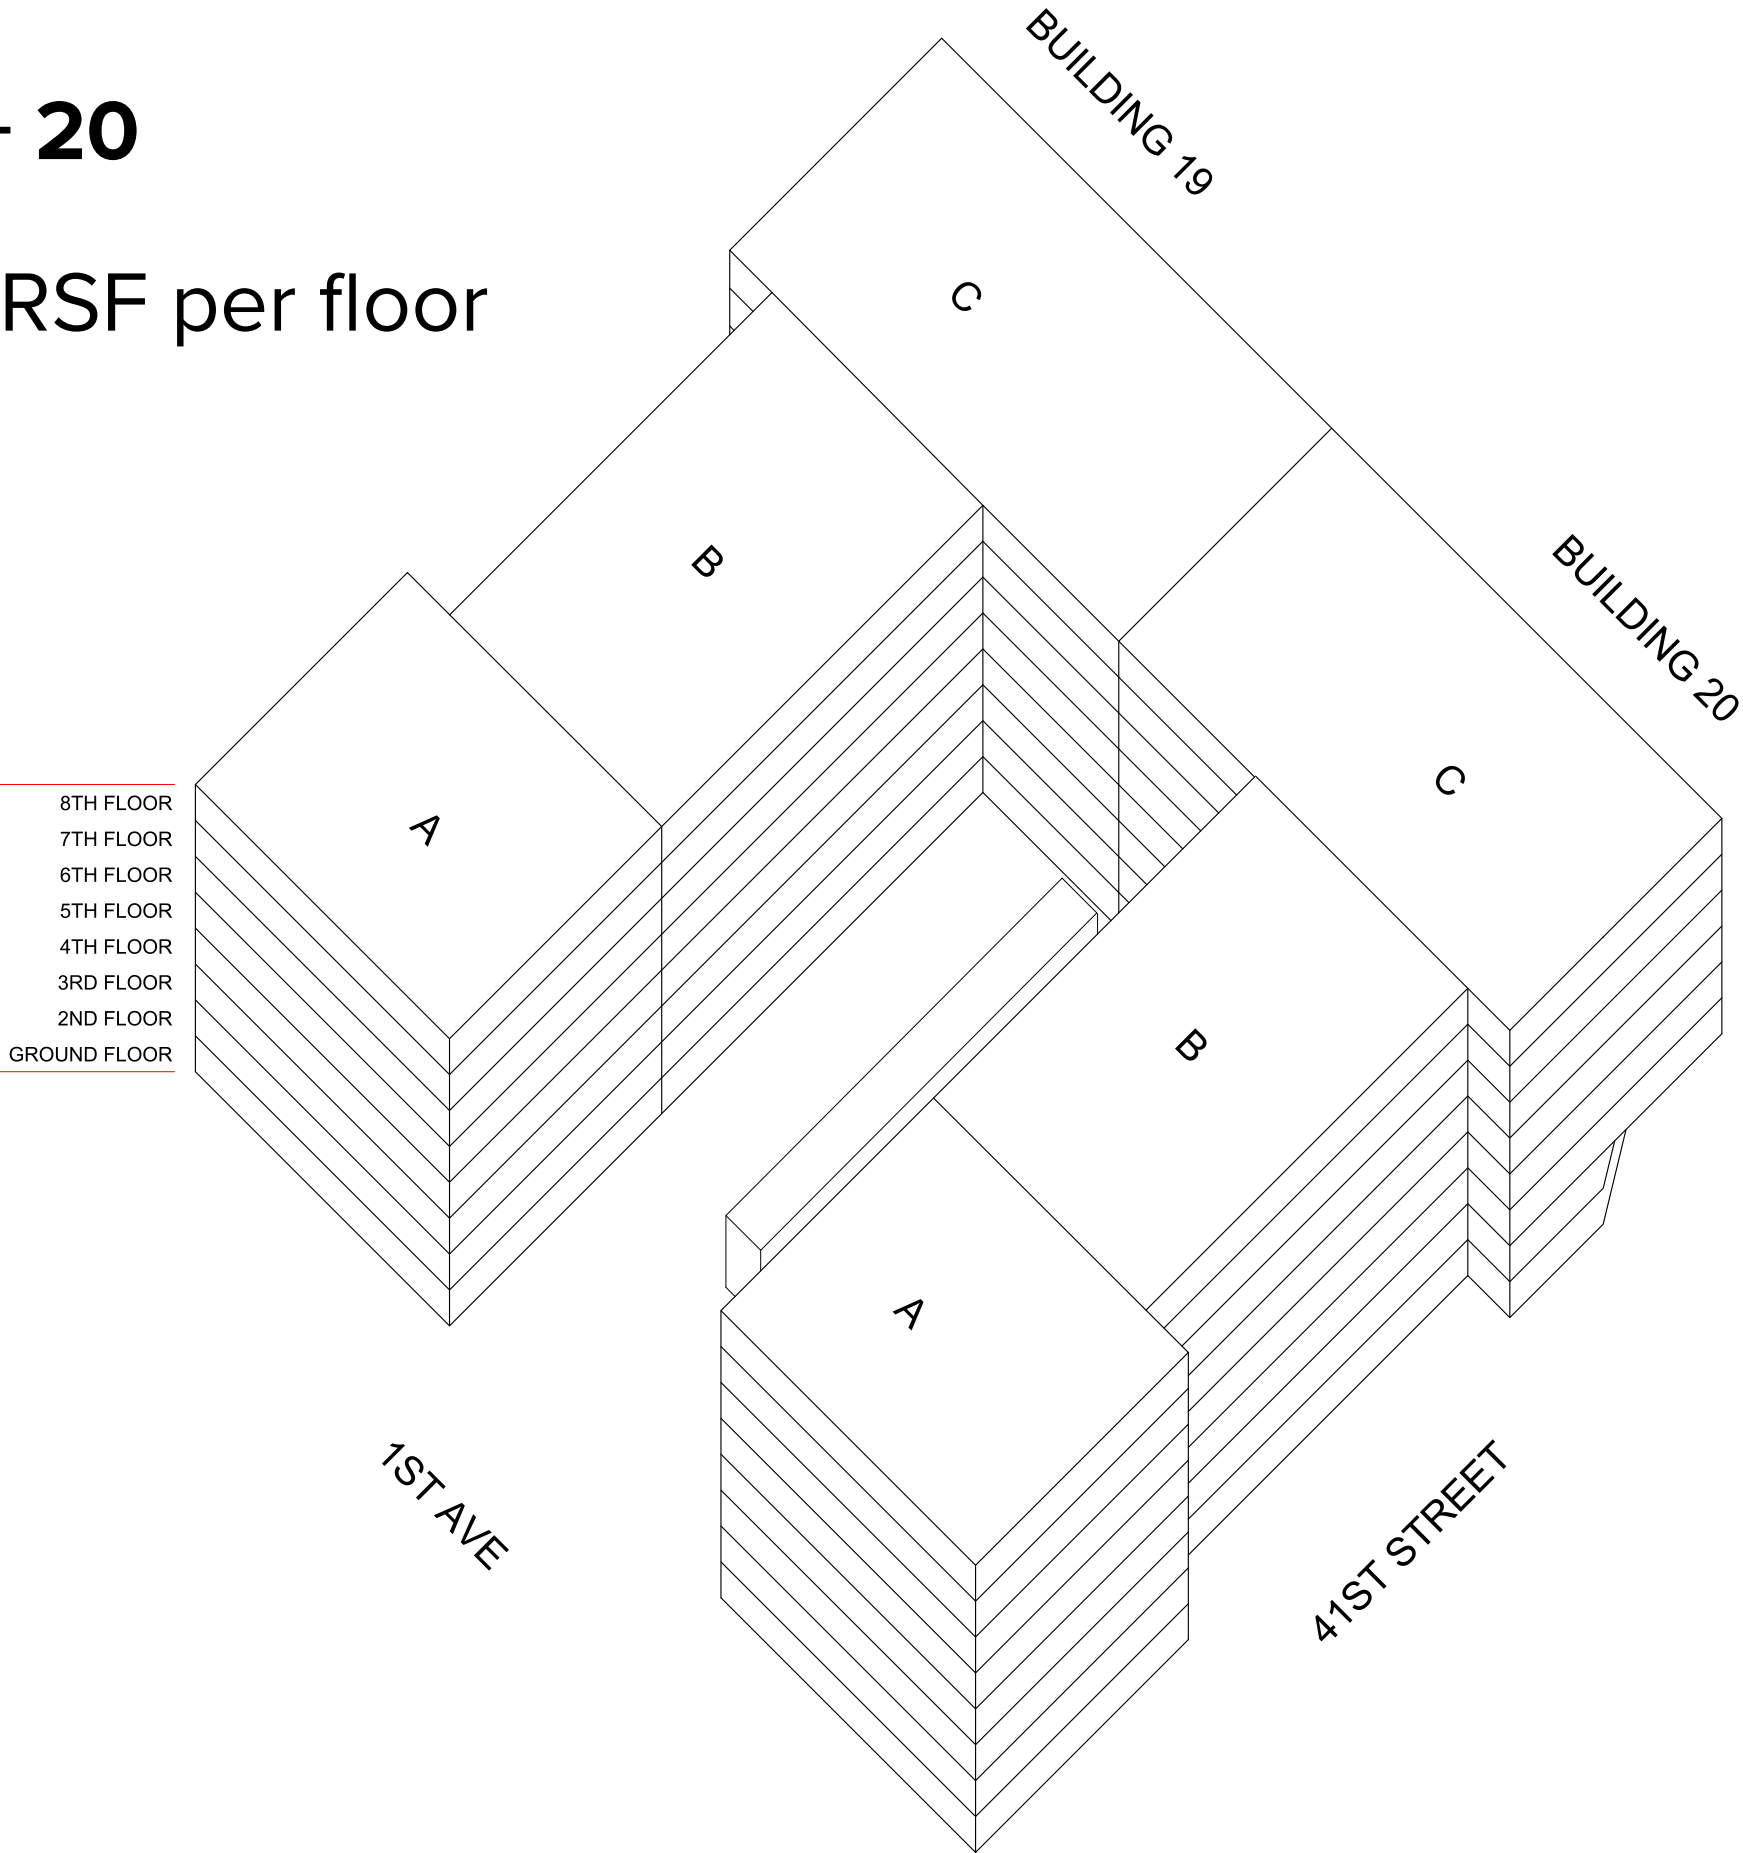 20
RSF per floor
BUILDING 19
BUILDING 20
C
C
B
B
A
A
8TH FLOOR
7TH FLOOR
6TH FLOOR
5TH FLOOR
4TH FLOOR
3RD FLOOR
2ND FLOOR
GROUND FLOOR
1ST AVE
41ST STREET